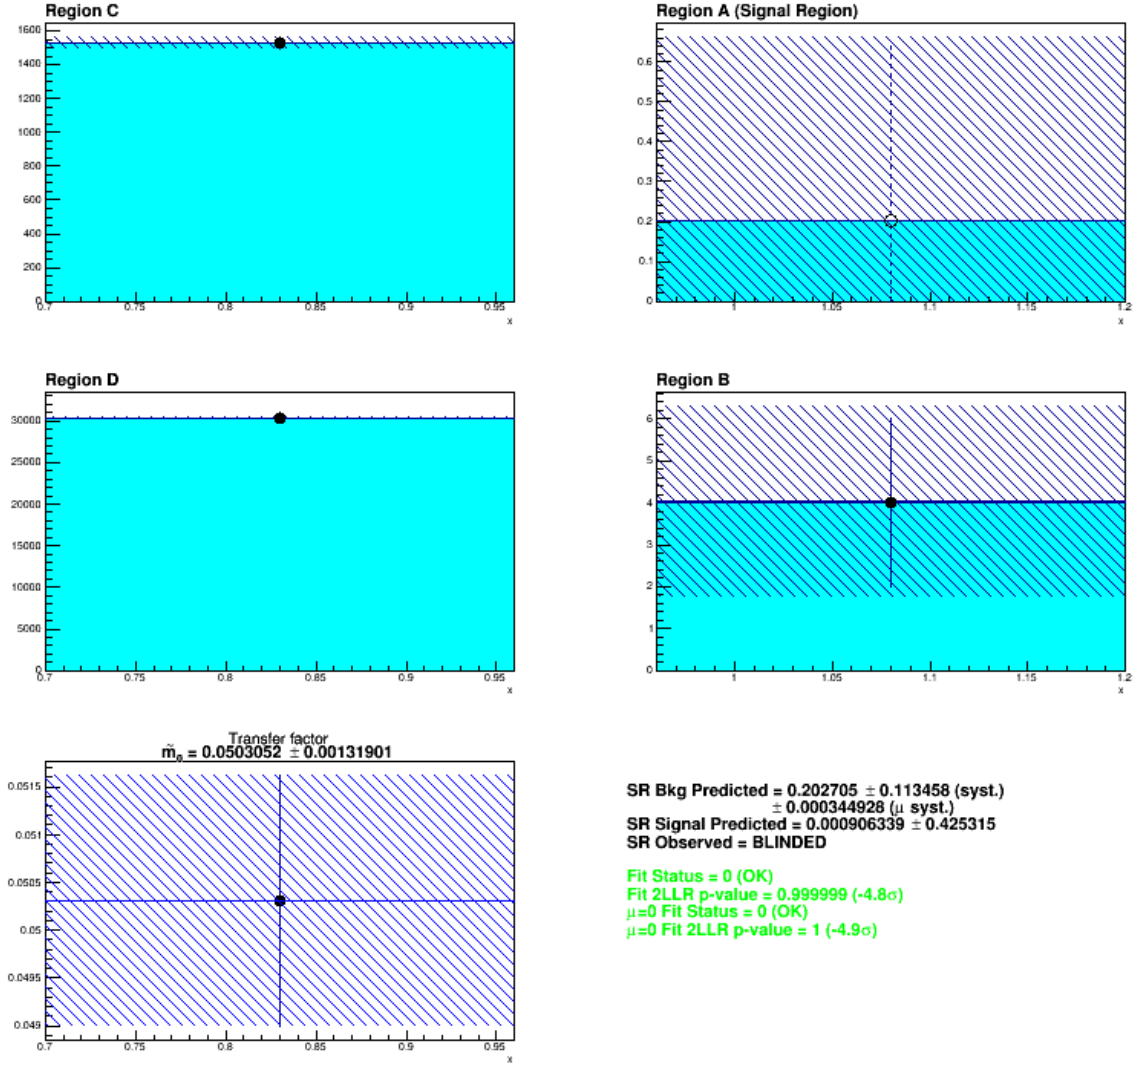 Region C
1600
1400
1200
1000
800
600
400
200
0
0.7 0.75 0.8 0.85 0.9 0.95
x
Region A (Signal Region)
0.6
0.5
0.4
0.3
0.2
0.1
0
1 1.05 1.1 1.15 1.2
x
Region D
30000
25000
20000
15000
10000
5000
0
0.7 0.75 0.8 0.85 0.9 0.95
x
Region B
6
5
4
3
2
1
0
1 1.05 1.1 1.15 1.2
x
Transfer factor
m̃₀ = 0.0503052 ± 0.00131901
0.0515
0.051
0.0505
0.05
0.0495
0.049
0.7 0.75 0.8 0.85 0.9 0.95
x
SR Bkg Predicted = 0.202705 ± 0.113458 (syst.)
± 0.000344928 (μ syst.)
SR Signal Predicted = 0.000906339 ± 0.425315
SR Observed = BLINDED
Fit Status = 0 (OK)
Fit 2LLR p-value = 0.999999 (-4.8σ)
μ=0 Fit Status = 0 (OK)
μ=0 Fit 2LLR p-value = 1 (-4.9σ)